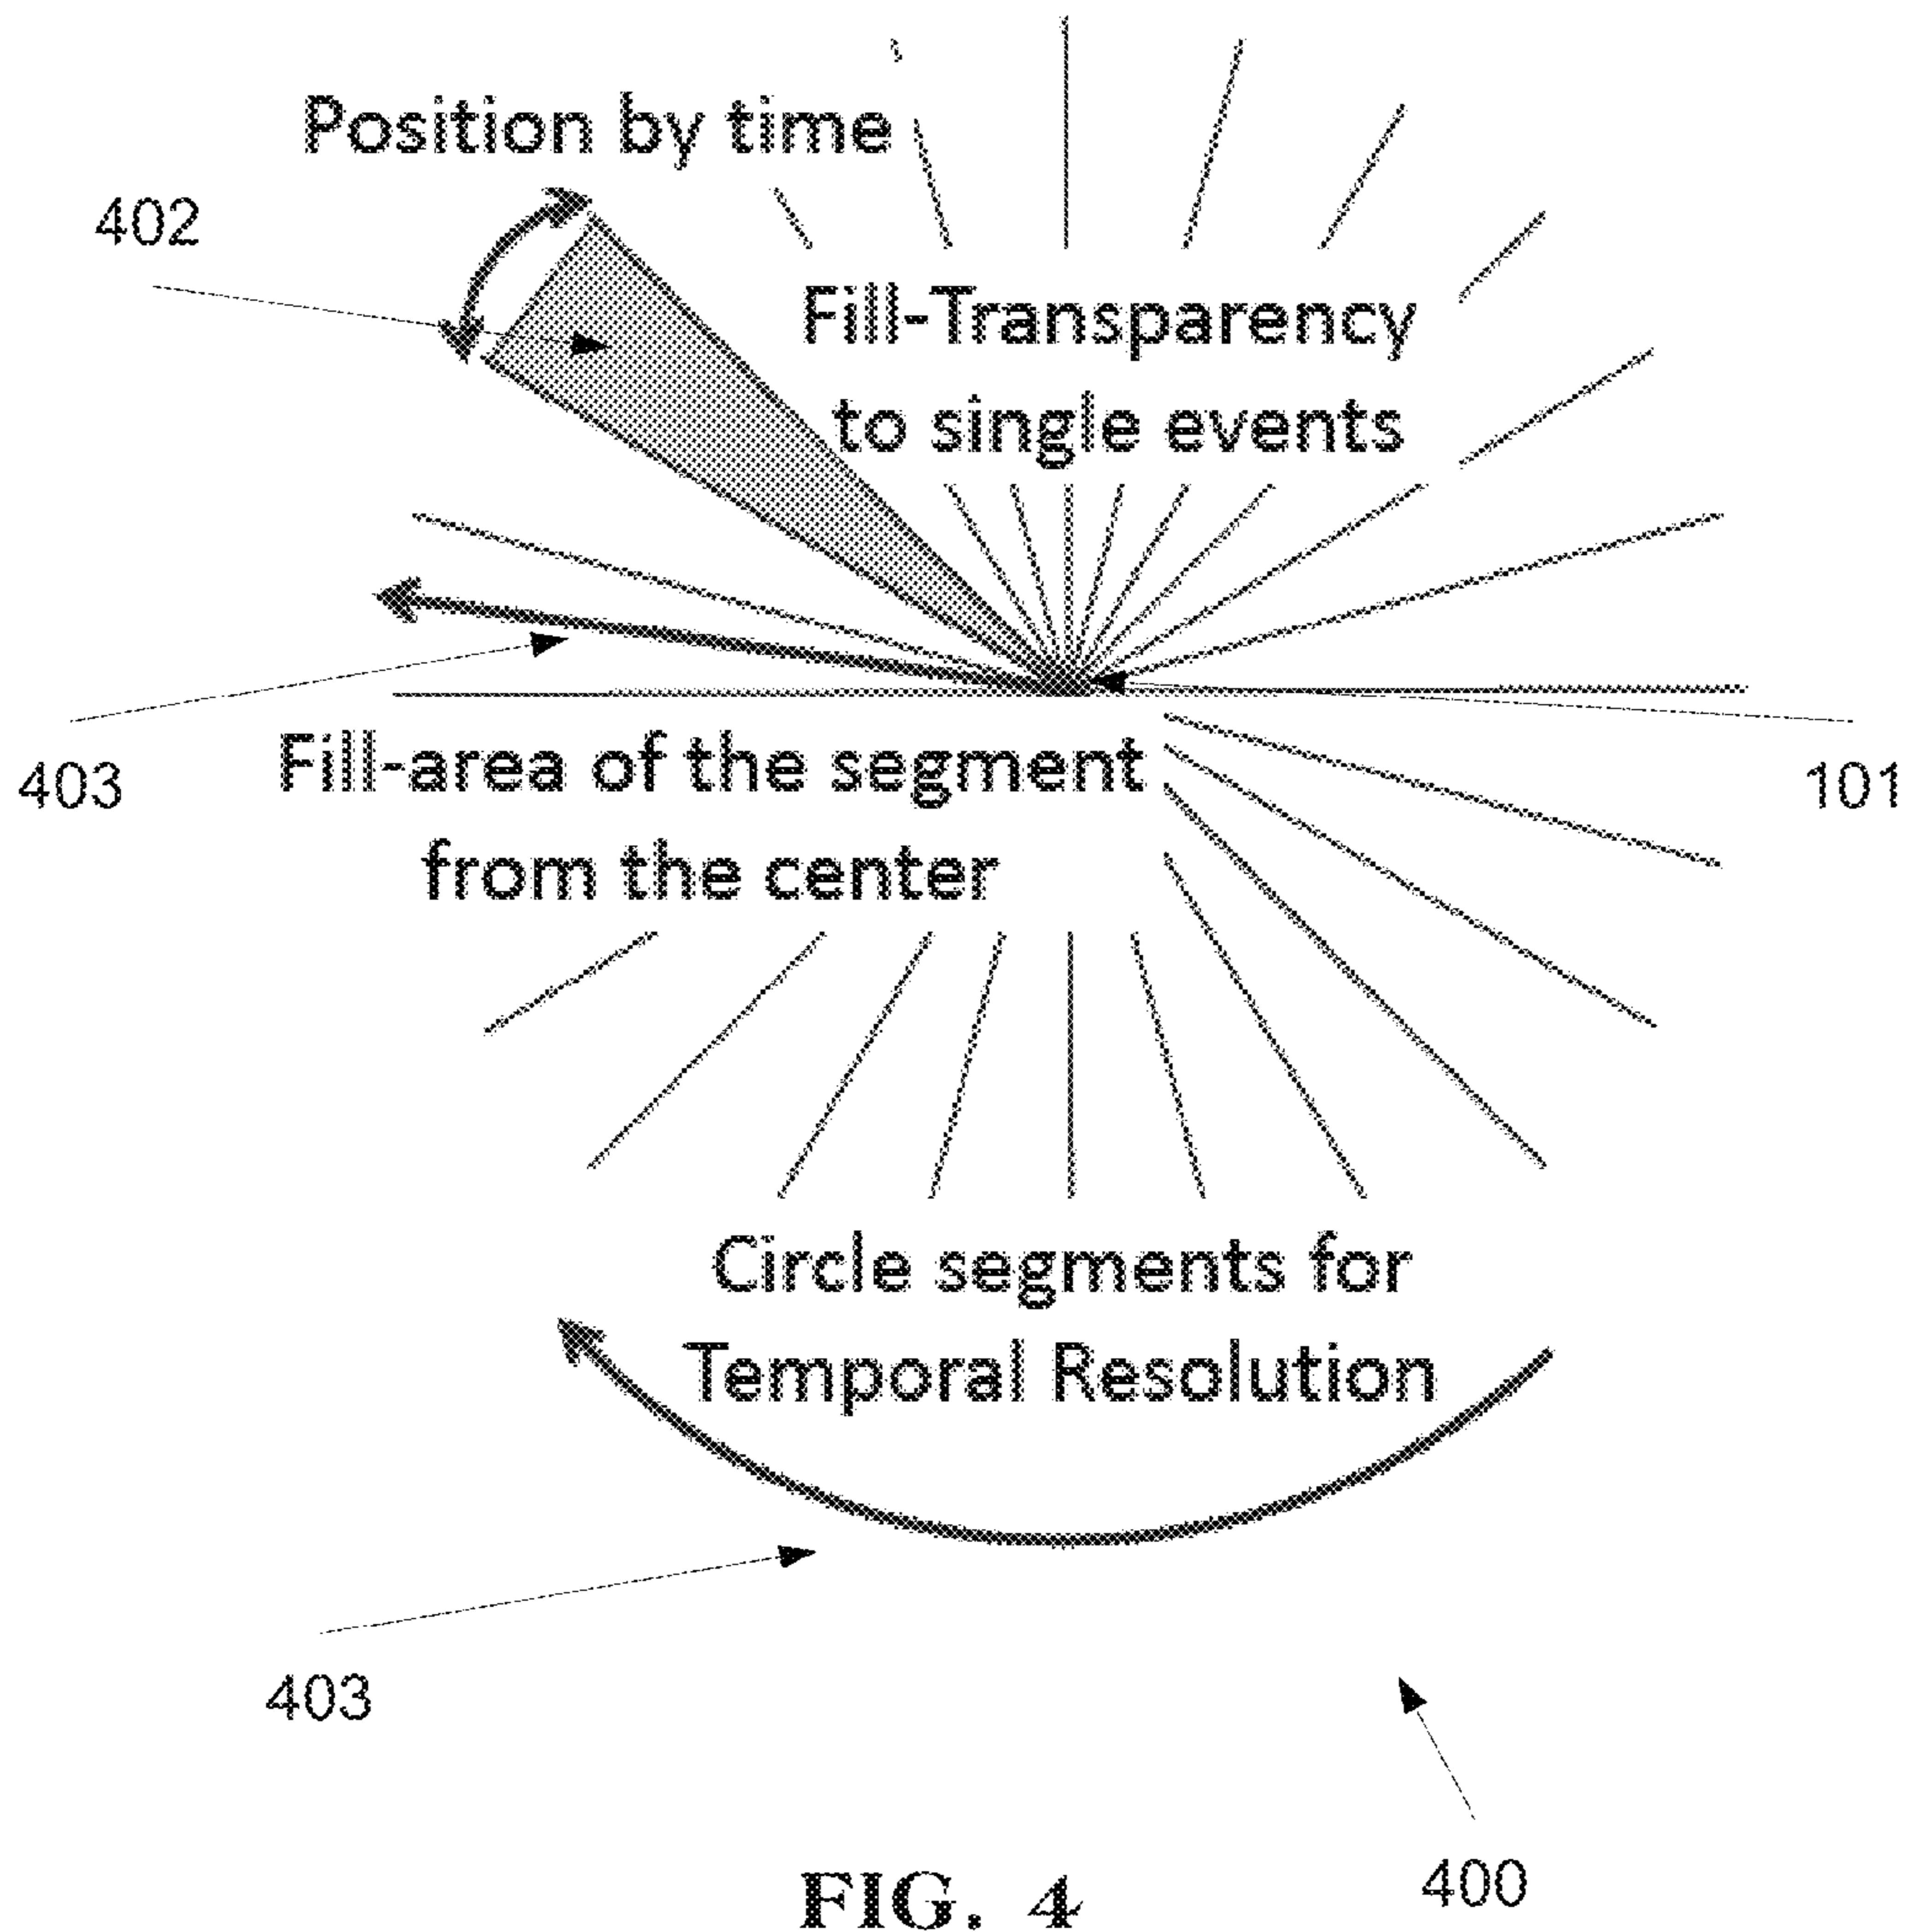 Position by time
402
Fill-Transparency
to single events
Fill-area of the segment
from the center
403
101
Circle segments for
Temporal Resolution
403
400
FIG. 4